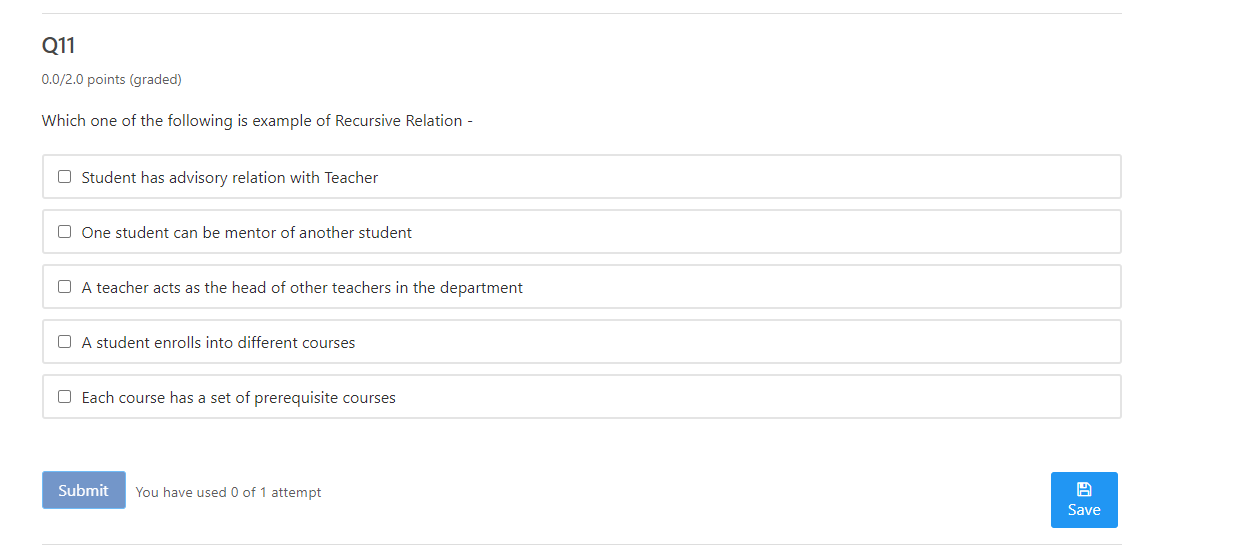 Q11
0.0/2.0 points (graded)
Which one of the following is example of Recursive Relation -
Student has advisory relation with Teacher
One student can be mentor of another student
A teacher acts as the head of other teachers in the department
A student enrolls into different courses
Each course has a set of prerequisite courses
Submit
You have used 0 of 1 attempt
Save